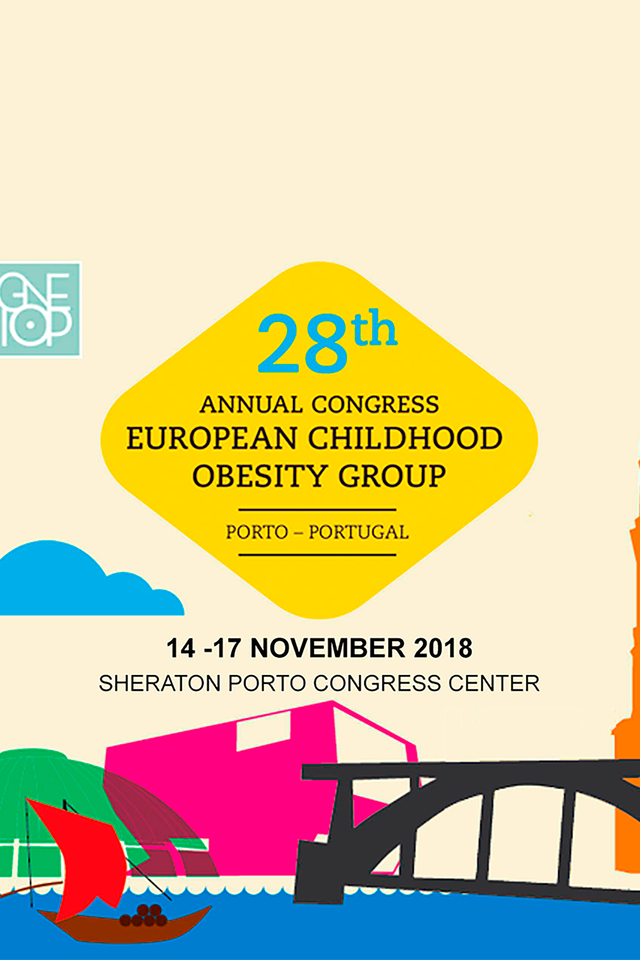 28th
ANNUAL CONGRESS
EUROPEAN CHILDHOOD
OBESITY GROUP
PORTO – PORTUGAL
14 -17 NOVEMBER 2018
SHERATON PORTO CONGRESS CENTER